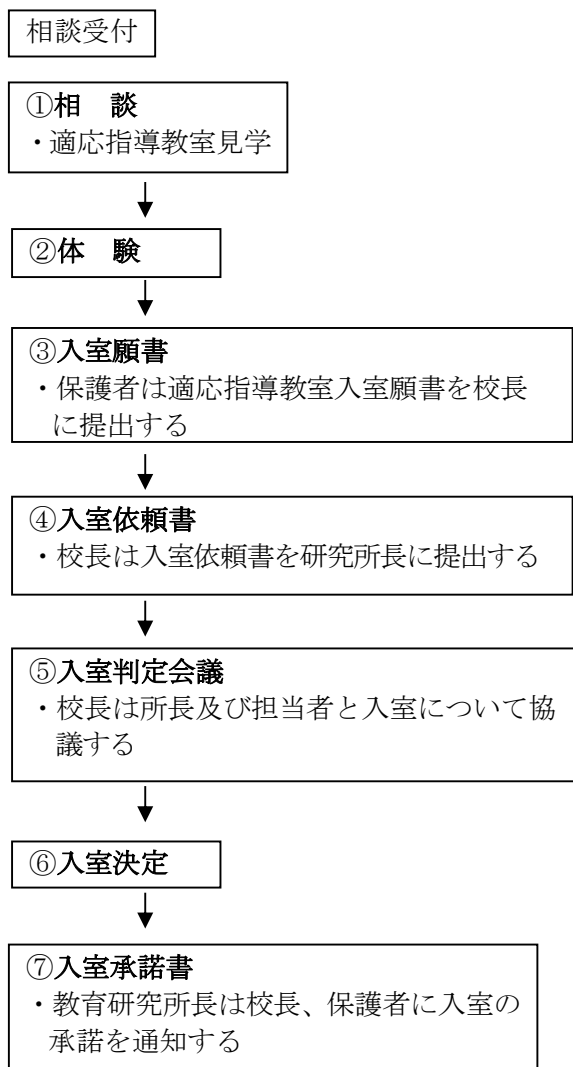 相談受付
①相　談
・適応指導教室見学
②体　験
③入室願書
・保護者は適応指導教室入室願書を校長
に提出する
④入室依頼書
・校長は入室依頼書を研究所長に提出する
⑤入室判定会議
・校長は所長及び担当者と入室について協
議する
⑥入室決定
⑦入室承諾書
・教育研究所長は校長、保護者に入室の
承諾を通知する